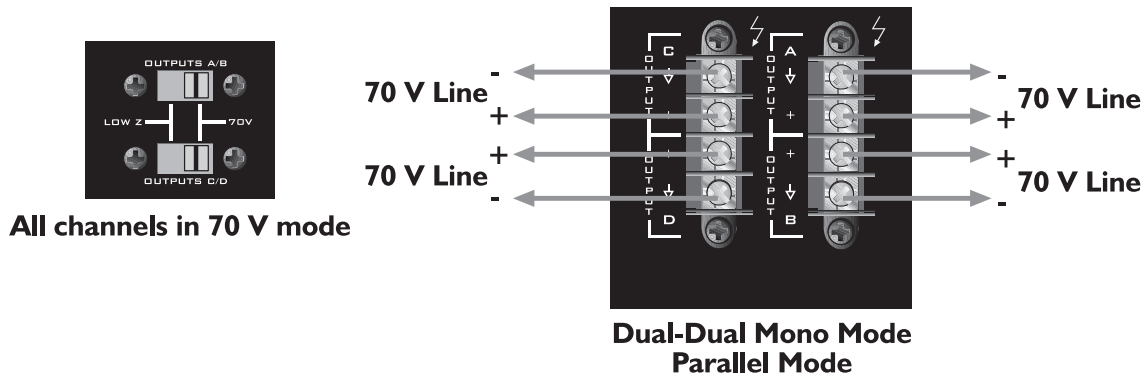 OUTPUTS A/B
LOW Z
70V
OUTPUTS C/D
All channels in 70 V mode
-
70 V Line
+
+
70 V Line
-
OUTPUT
C
+
+
OUTPUT
D
OUTPUT
A
+
+
OUTPUT
B
-
70 V Line
+
+
70 V Line
-
Dual-Dual Mono Mode
Parallel Mode